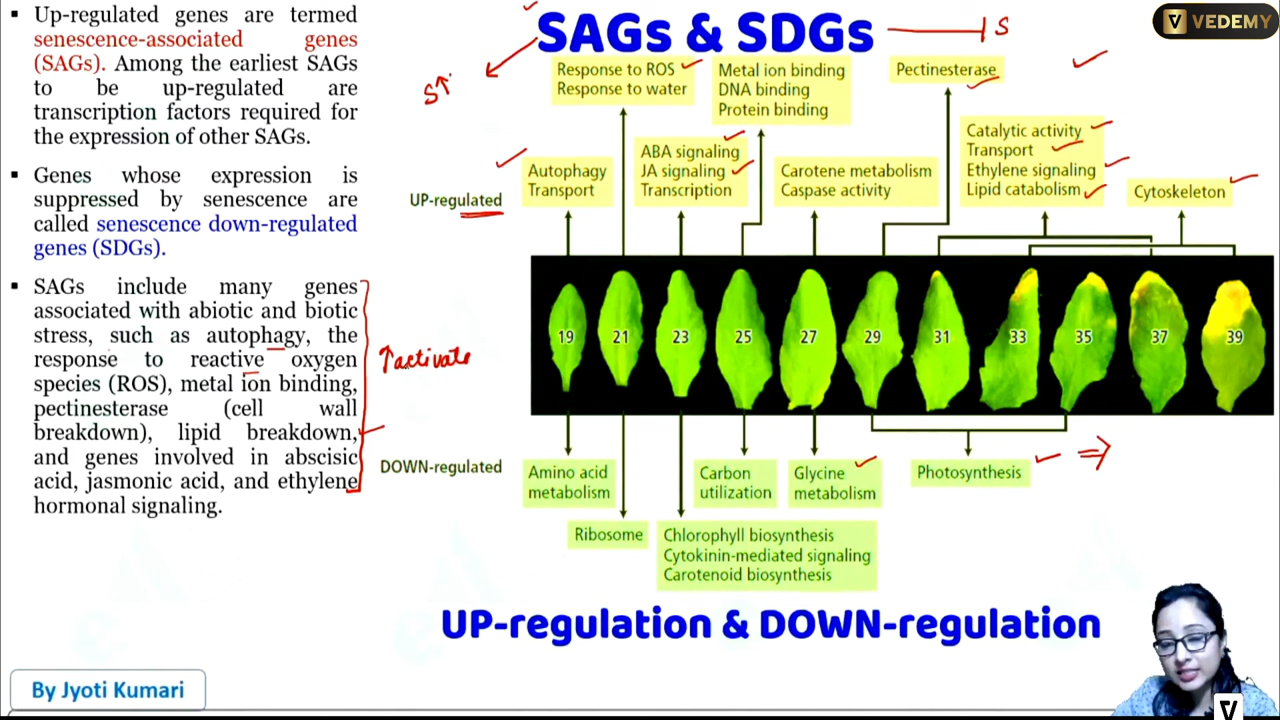 SAGs & SDGs
S
VEDEMY
▪ Up-regulated genes are termed
senescence-associated genes
(SAGs). Among the earliest SAGs
to be up-regulated are
transcription factors required for
the expression of other SAGs.
▪ Genes whose expression is
suppressed by senescence are
called senescence down-regulated
genes (SDGs).
▪ SAGs include many genes
associated with abiotic and biotic
stress, such as autophagy, the
response to reactive oxygen
species (ROS), metal ion binding,
pectinesterase (cell wall
breakdown), lipid breakdown,
and genes involved in abscisic
acid, jasmonic acid, and ethylene
hormonal signaling.
↑activate
S↑
Response to ROS
Response to water
Metal ion binding
DNA binding
Protein binding
Pectinesterase
UP-regulated
Autophagy
Transport
ABA signaling
JA signaling
Transcription
Carotene metabolism
Caspase activity
Catalytic activity
Transport
Ethylene signaling
Lipid catabolism
Cytoskeleton
19 21 23 25 27 29 31 33 35 37 39
DOWN-regulated
Amino acid
metabolism
Carbon
utilization
Glycine
metabolism
Photosynthesis
Ribosome
Chlorophyll biosynthesis
Cytokinin-mediated signaling
Carotenoid biosynthesis
UP-regulation & DOWN-regulation
By Jyoti Kumari